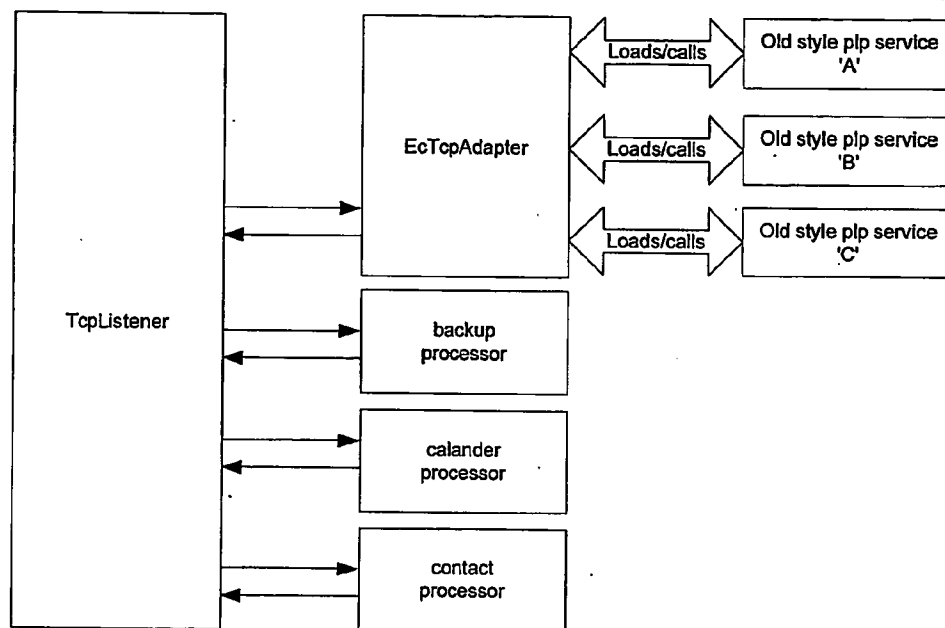 TcpListener
EcTcpAdapter
Loads/calls
Old style plp service
'A'
Loads/calls
Old style plp service
'B'
Loads/calls
Old style plp service
'C'
backup
processor
calander
processor
contact
processor